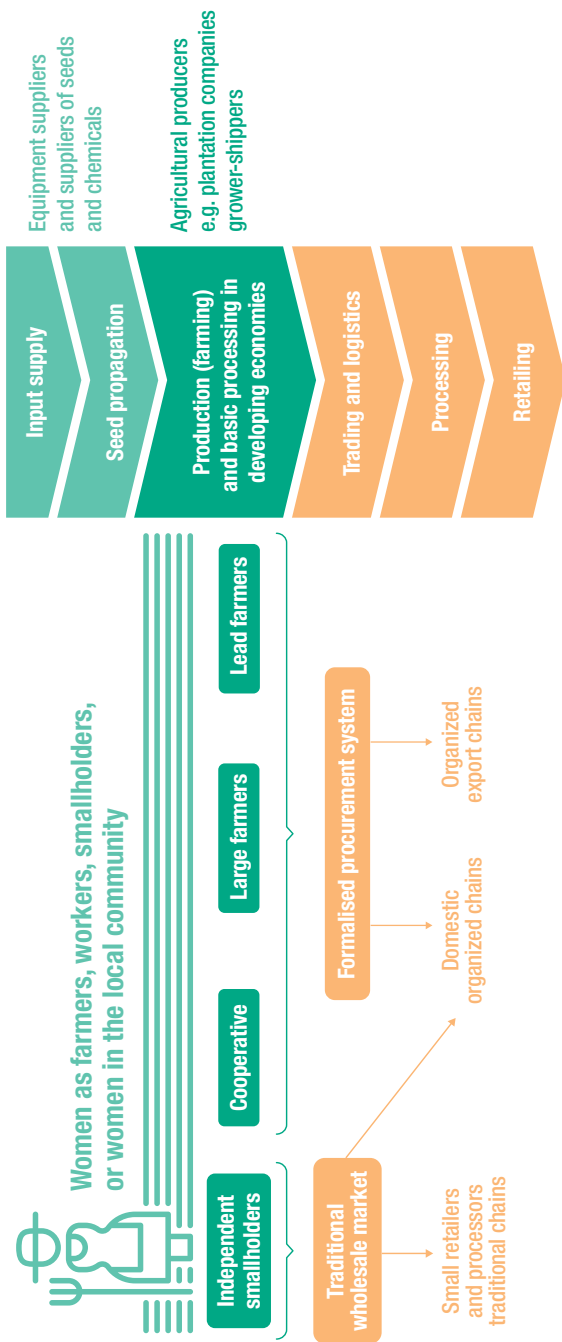 Women as farmers, workers, smallholders,
or women in the local community
Independent
smallholders
Cooperative
Large farmers
Lead farmers
Traditional
wholesale market
Formalised procurement system
Small retailers
and processors
traditional chains
Domestic
organized chains
Organized
export chains
Input supply
Seed propagation
Production (farming)
and basic processing in
developing economies
Trading and logistics
Processing
Retailing
Equipment suppliers
and suppliers of seeds
and chemicals
Agricultural producers
e.g. plantation companies
grower-shippers